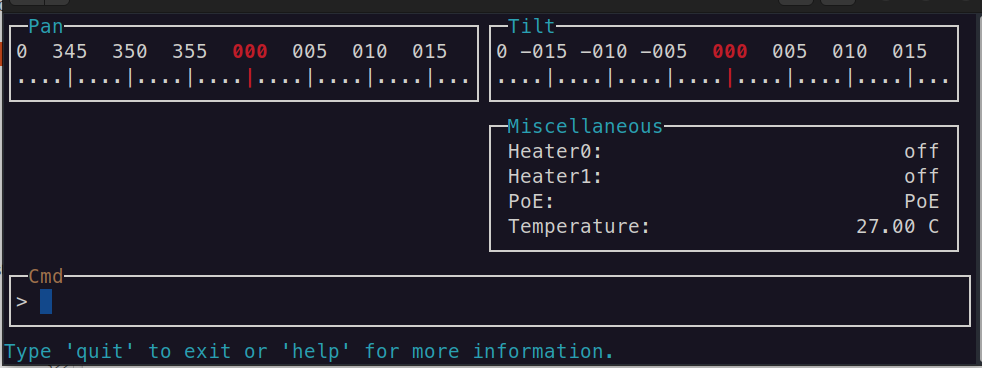 Pan
0 345 350 355 000 005 010 015
....|....|....|....|....|....|....|...
Tilt
0 −015 −010 −005 000 005 010 015
....|....|....|....|....|....|....|...
Miscellaneous
Heater0: off
Heater1: off
PoE: PoE
Temperature: 27.00 C
Cmd
>
Type 'quit' to exit or 'help' for more information.